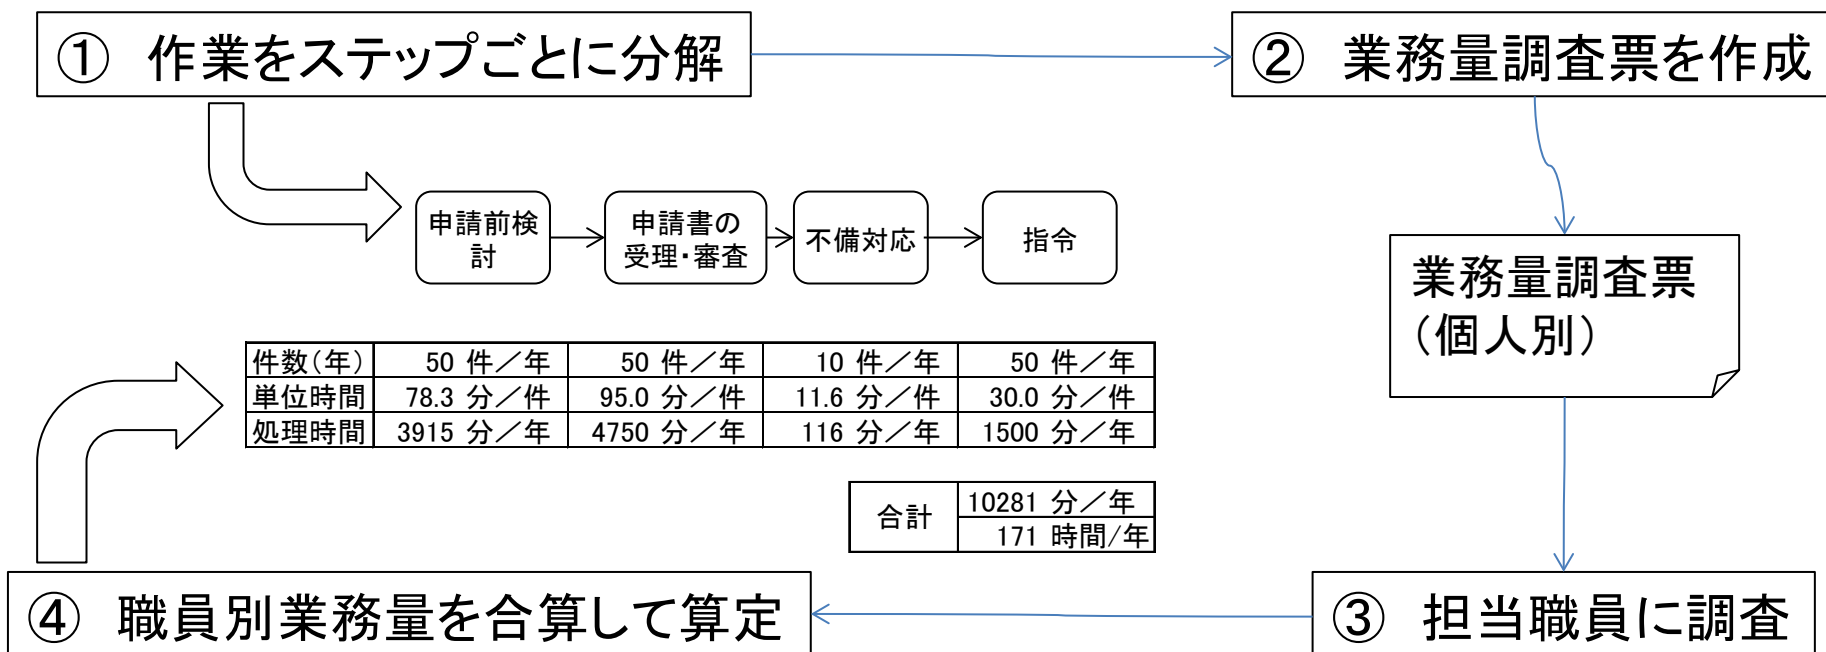 ① 作業をステップごとに分解
② 業務量調査票を作成
申請前検
討
申請書の
受理・審査
不備対応
指令
業務量調査票
(個人別)
件数(年) 50 件/年 50 件/年 10 件/年 50 件/年
単位時間 78.3 分/件 95.0 分/件 11.6 分/件 30.0 分/件
処理時間 3915 分/年 4750 分/年 116 分/年 1500 分/年
合計 10281 分/年
171 時間/年
④ 職員別業務量を合算して算定
③ 担当職員に調査